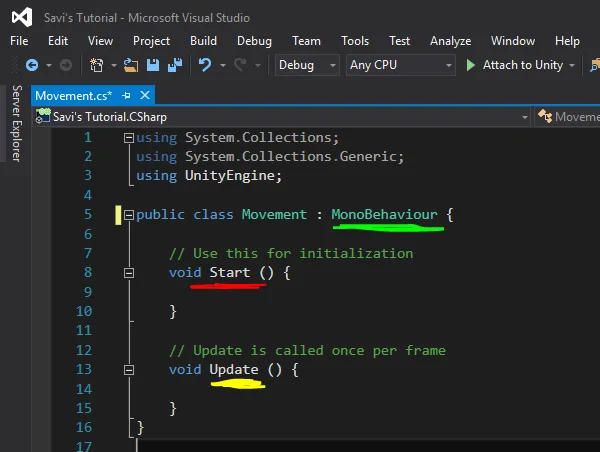 Savi's Tutorial - Microsoft Visual Studio
File Edit View Project Build Debug Team Tools Test Analyze Window Help
Debug Any CPU Attach to Unity
Server Explorer
Movement.cs*
Savi's Tutorial.CSharp Moveme
1 using System.Collections;
2 using System.Collections.Generic;
3 using UnityEngine;
4
5 public class Movement : MonoBehaviour {
6
7 // Use this for initialization
8 void Start () {
9
10 }
11
12 // Update is called once per frame
13 void Update () {
14
15 }
16 }
17